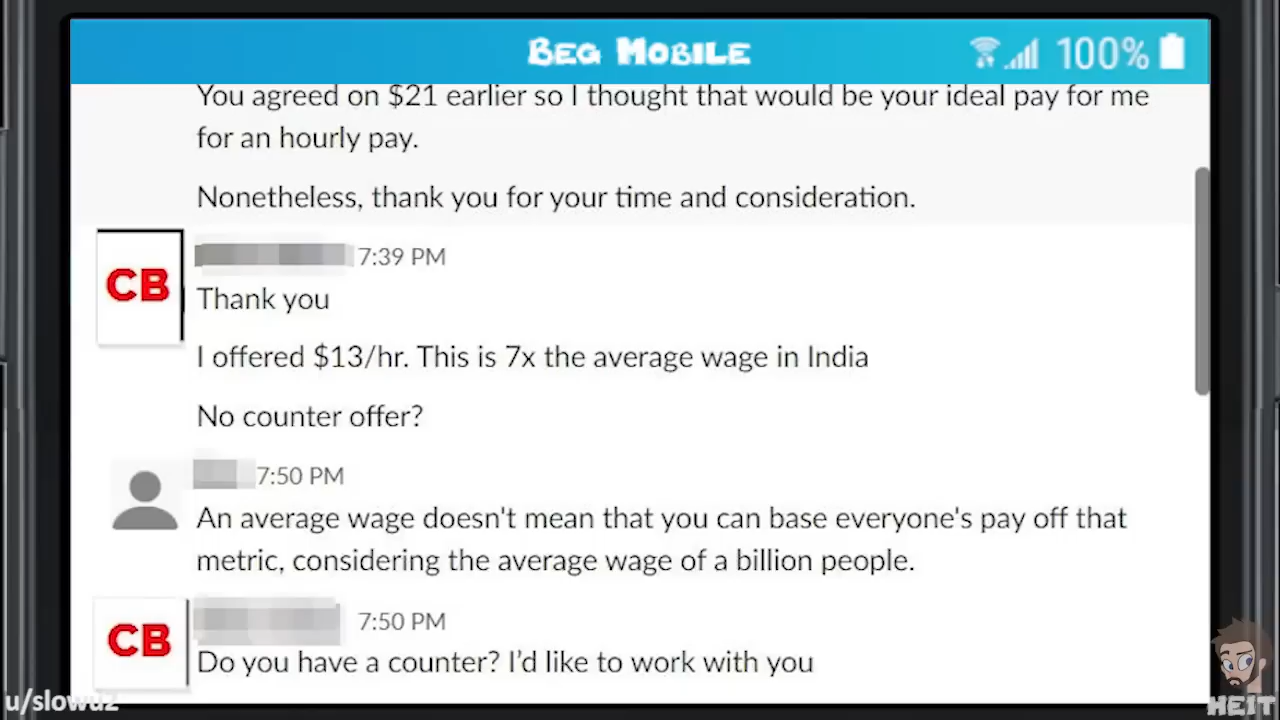 BEG MOBILE
100%
You agreed on $21 earlier so I thought that would be your ideal pay for me
for an hourly pay.
Nonetheless, thank you for your time and consideration.
CB
7:39 PM
Thank you
I offered $13/hr. This is 7x the average wage in India
No counter offer?
7:50 PM
An average wage doesn't mean that you can base everyone's pay off that
metric, considering the average wage of a billion people.
CB
7:50 PM
Do you have a counter? I'd like to work with you
u/slowuz
HEIT